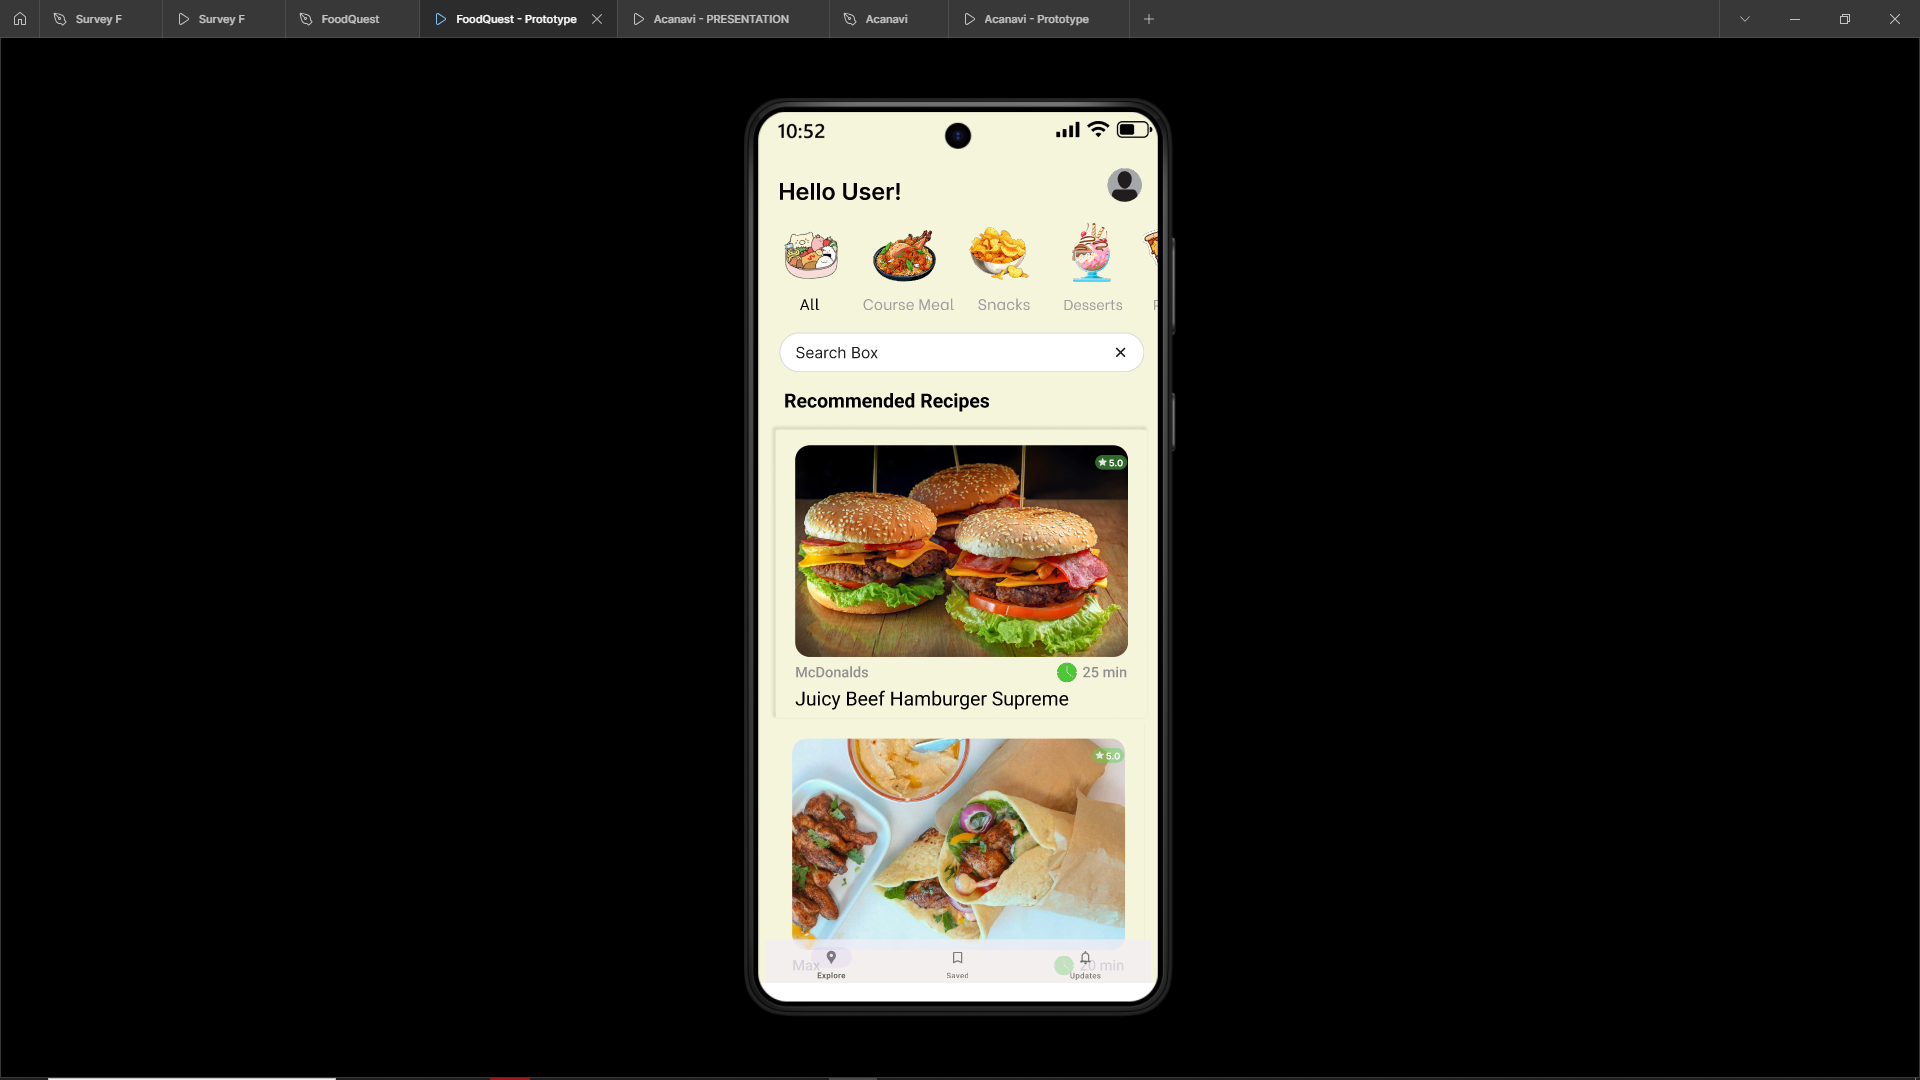 Survey F
Survey F
FoodQuest
FoodQuest - Prototype
Acanavi - PRESENTATION
Acanavi
Acanavi - Prototype
10:52
Hello User!
All
Course Meal
Snacks
Desserts
Search Box
Recommended Recipes
5.0
McDonalds
25 min
Juicy Beef Hamburger Supreme
5.0
Max
20 min
Explore
Saved
Updates